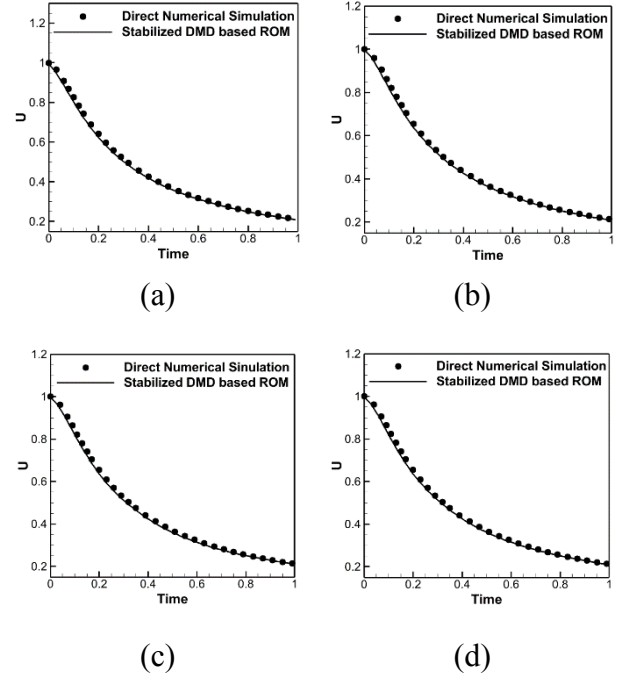 Direct Numerical Simulation
Stabilized DMD based ROM
1.2
1
0.8
0.6
0.4
0.2
U
0 0.2 0.4 0.6 0.8 1
Time
(a)
Direct Numerical Simulation
Stabilized DMD based ROM
1.2
1
0.8
0.6
0.4
0.2
U
0 0.2 0.4 0.6 0.8 1
Time
(b)
Direct Numerical Sinulation
Stabilized DMD based ROM
1.2
1
0.8
0.6
0.4
0.2
U
0 0.2 0.4 0.6 0.8 1
Time
(c)
Direct Numerical Simulation
Stabilized DMD based ROM
1.2
1
0.8
0.6
0.4
0.2
U
0 0.2 0.4 0.6 0.8 1
Time
(d)